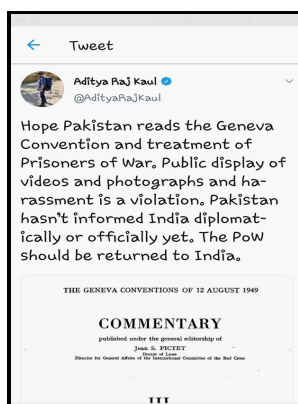 Tweet
Aditya Raj Kaul
@AdityaRajKaul
Hope Pakistan reads the Geneva
Convention and treatment of
Prisoners of War. Public display of
videos and photographs and ha-
rassment is a violation. Pakistan
hasn't informed India diplomat-
ically or officially yet. The PoW
should be returned to India.
THE GENEVA CONVENTIONS OF 12 AUGUST 1949
COMMENTARY
published under the general editorship of
Jean S. PICTET
Doctor of Laws
Director for General Affairs of the International Committee of the Red Cross
III